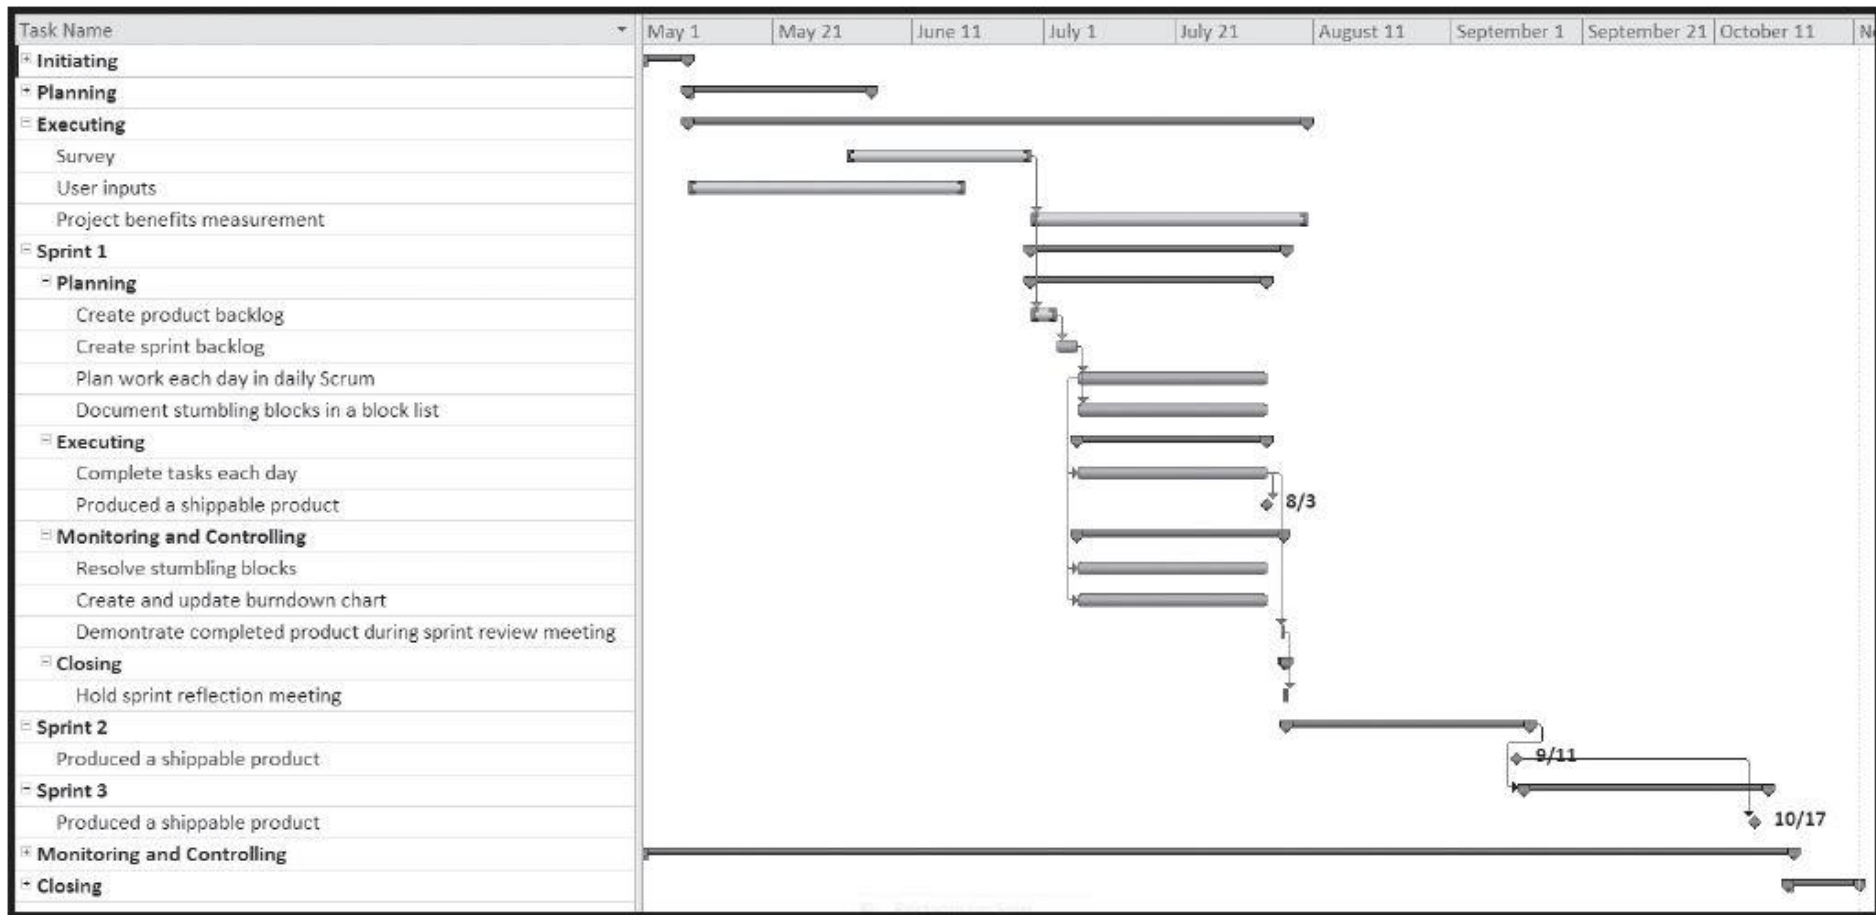 Task Name May 1 May 21 June 11 July 1 July 21 August 11 September 1 September 21 October 11
Initiating
Planning
Executing
Survey
User inputs
Project benefits measurement
Sprint 1
Planning
Create product backlog
Create sprint backlog
Plan work each day in daily Scrum
Document stumbling blocks in a block list
Executing
Complete tasks each day
Produced a shippable product 8/3
Monitoring and Controlling
Resolve stumbling blocks
Create and update burndown chart
Demontrate completed product during sprint review meeting
Closing
Hold sprint reflection meeting
Sprint 2
Produced a shippable product 9/11
Sprint 3
Produced a shippable product 10/17
Monitoring and Controlling
Closing